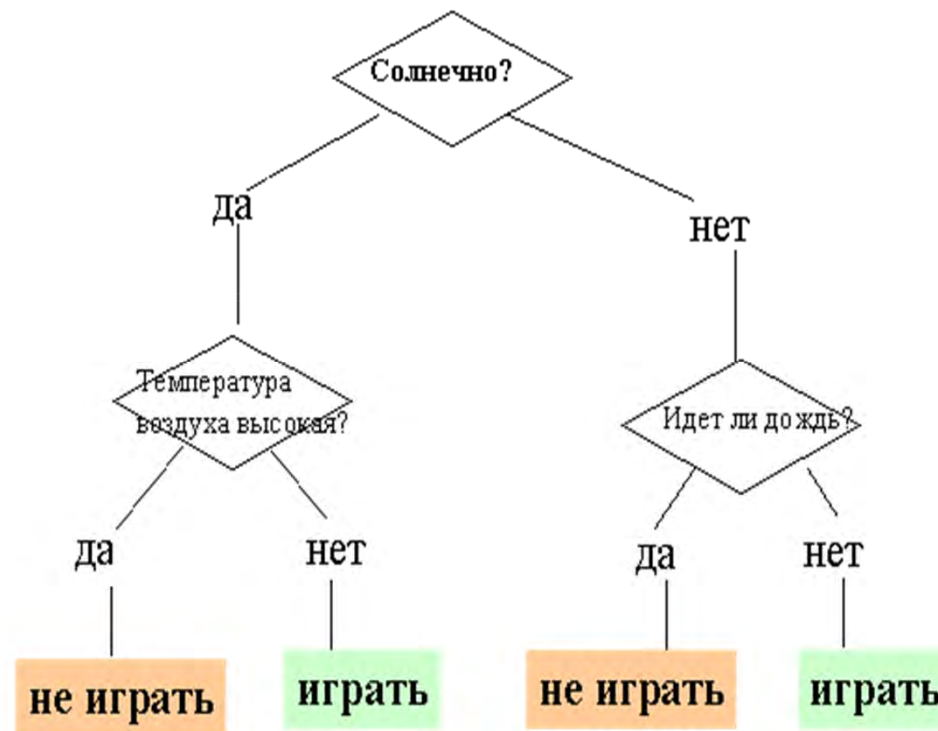 Солнечно?
да
нет
Температура
воздуха высокая?
Идет ли дождь?
да
нет
да
нет
не играть
играть
не играть
играть